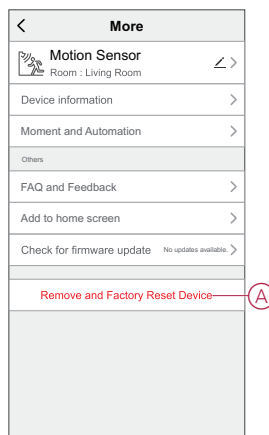 More
Motion Sensor
Room : Living Room
Device information
Moment and Automation
Others
FAQ and Feedback
Add to home screen
Check for firmware update No updates available.
Remove and Factory Reset Device
A